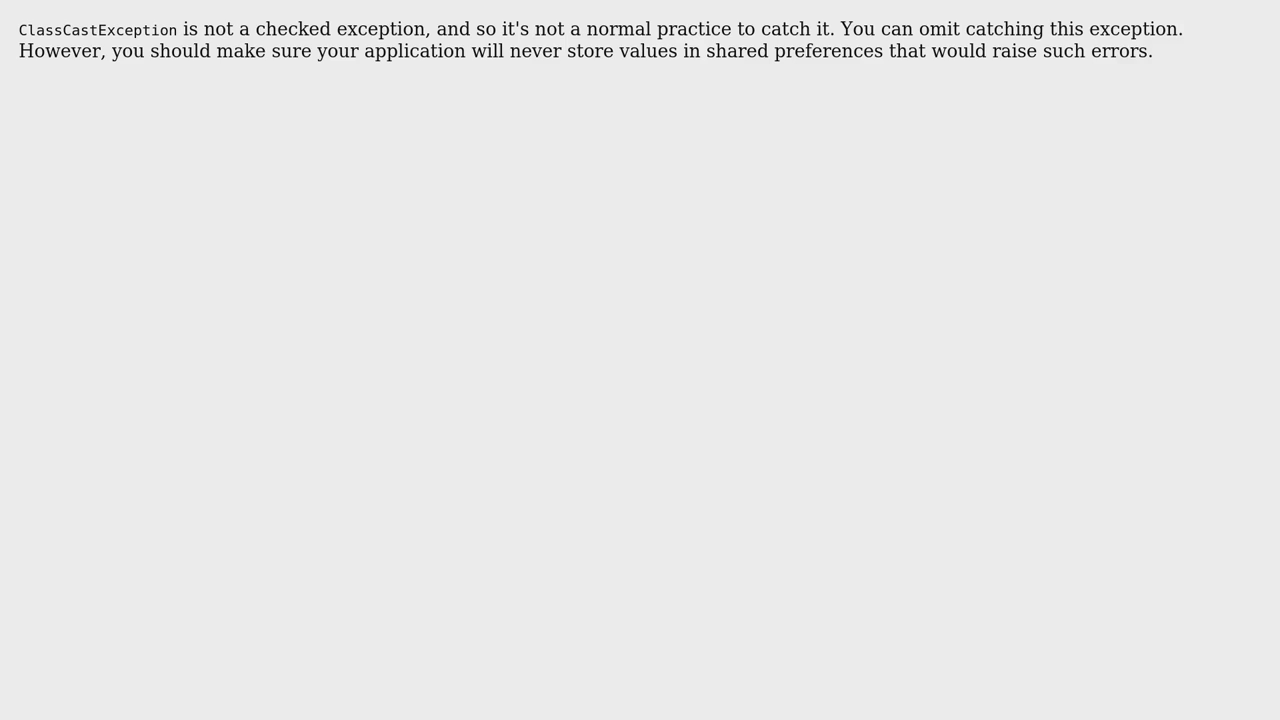 ClassCastException is not a checked exception, and so it's not a normal practice to catch it. You can omit catching this exception.
However, you should make sure your application will never store values in shared preferences that would raise such errors.